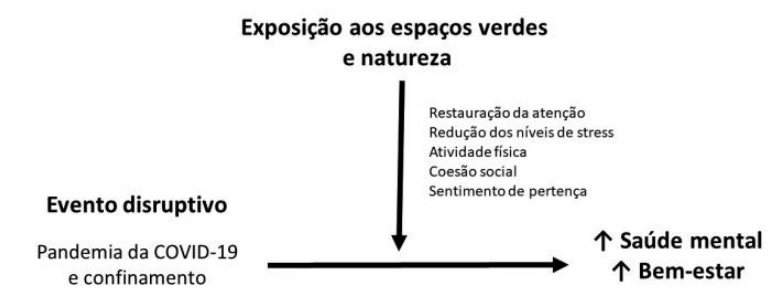 Exposição aos espaços verdes
e natureza
Restauração da atenção
Redução dos níveis de stress
Atividade física
Coesão social
Sentimento de pertença
Evento disruptivo
Pandemia da COVID-19
e confinamento
↑ Saúde mental
↑ Bem-estar